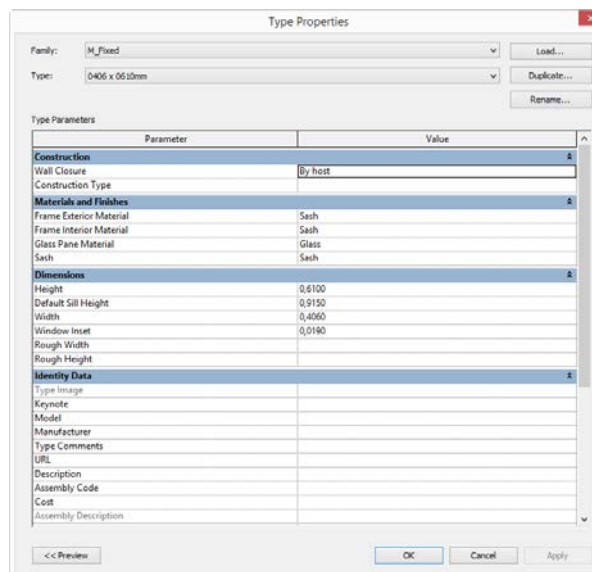 Type Properties
Family: M_Fixed Load...
Type: 0406 x 0610mm Duplicate...
Rename...
Type Parameters
Parameter Value
Construction
Wall Closure By host
Construction Type
Materials and Finishes
Frame Exterior Material Sash
Frame Interior Material Sash
Glass Pane Material Glass
Sash Sash
Dimensions
Height 0,6100
Default Sill Height 0,9150
Width 0,4060
Window Inset 0,0190
Rough Width
Rough Height
Identity Data
Type Image
Keynote
Model
Manufacturer
Type Comments
URL
Description
Assembly Code
Cost
Assembly Description
<< Preview OK Cancel Apply